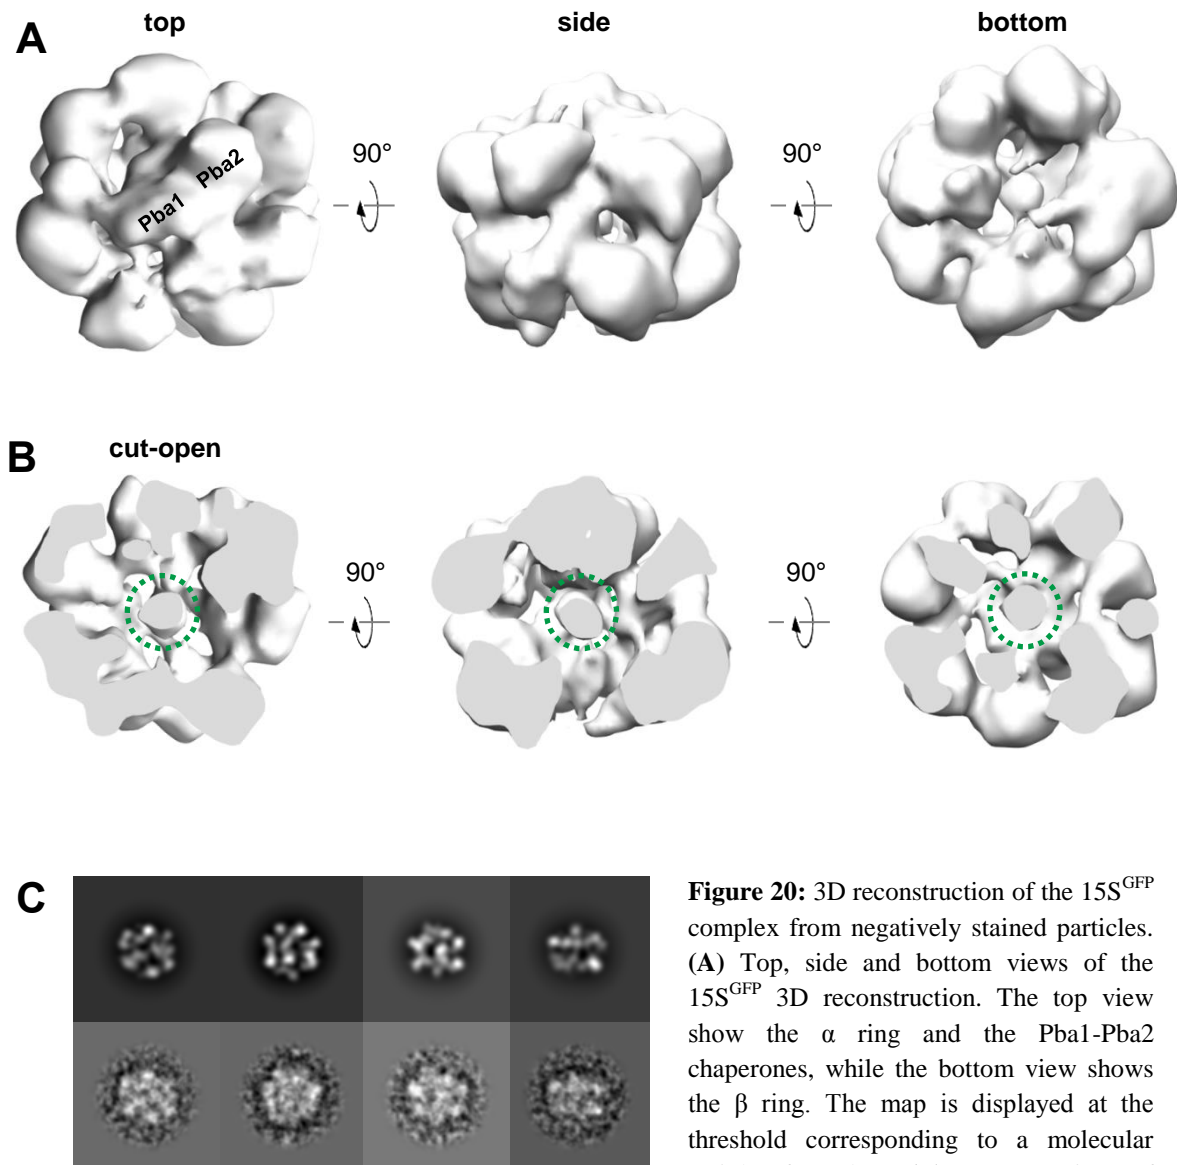 A
top
side
bottom
Pba1
Pba2
90°
90°
B
cut-open
90°
90°
C
Figure 20: 3D reconstruction of the 15S^GFP
complex from negatively stained particles.
(A) Top, side and bottom views of the
15S^GFP 3D reconstruction. The top view
show the α ring and the Pba1-Pba2
chaperones, while the bottom view shows
the β ring. The map is displayed at the
threshold corresponding to a molecular